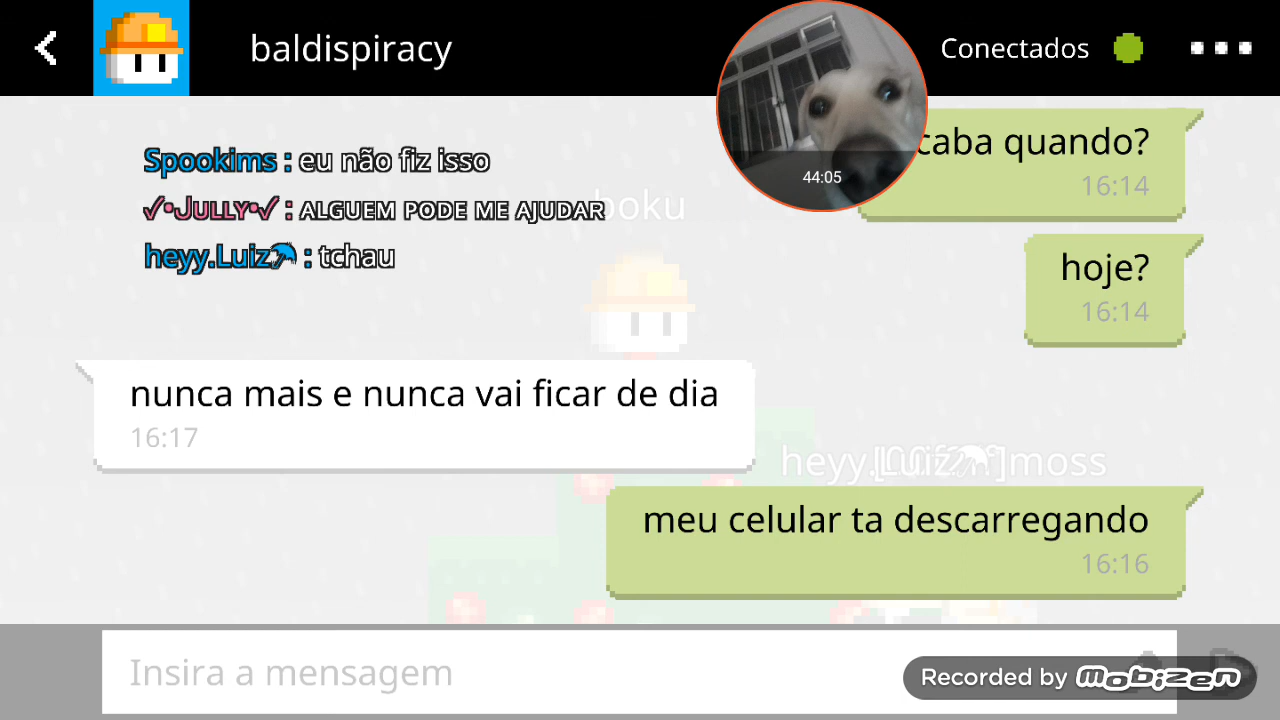 baldispiracy
Conectados
44:05
caba quando?
16:14
Spookims : eu não fiz isso
✓•Jully•✓ : ALGUEM PODE ME AJUDAR
boku
heyy.Luiz☂ : tchau
hoje?
16:14
nunca mais e nunca vai ficar de dia
16:17
moss
meu celular ta descarregando
16:16
Insira a mensagem
Recorded by mobizen